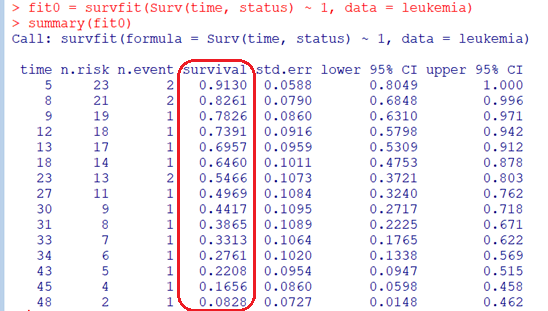 > fit0 = survfit(Surv(time, status) ~ 1, data = leukemia)
> summary(fit0)
Call: survfit(formula = Surv(time, status) ~ 1, data = leukemia)
time n.risk n.event survival std.err lower 95% CI upper 95% CI
5 23 2 0.9130 0.0588 0.8049 1.000
8 21 2 0.8261 0.0790 0.6848 0.996
9 19 1 0.7826 0.0860 0.6310 0.971
12 18 1 0.7391 0.0916 0.5798 0.942
13 17 1 0.6957 0.0959 0.5309 0.912
18 14 1 0.6460 0.1011 0.4753 0.878
23 13 2 0.5466 0.1073 0.3721 0.803
27 11 1 0.4969 0.1084 0.3240 0.762
30 9 1 0.4417 0.1095 0.2717 0.718
31 8 1 0.3865 0.1089 0.2225 0.671
33 7 1 0.3313 0.1064 0.1765 0.622
34 6 1 0.2761 0.1020 0.1338 0.569
43 5 1 0.2208 0.0954 0.0947 0.515
45 4 1 0.1656 0.0860 0.0598 0.458
48 2 1 0.0828 0.0727 0.0148 0.462